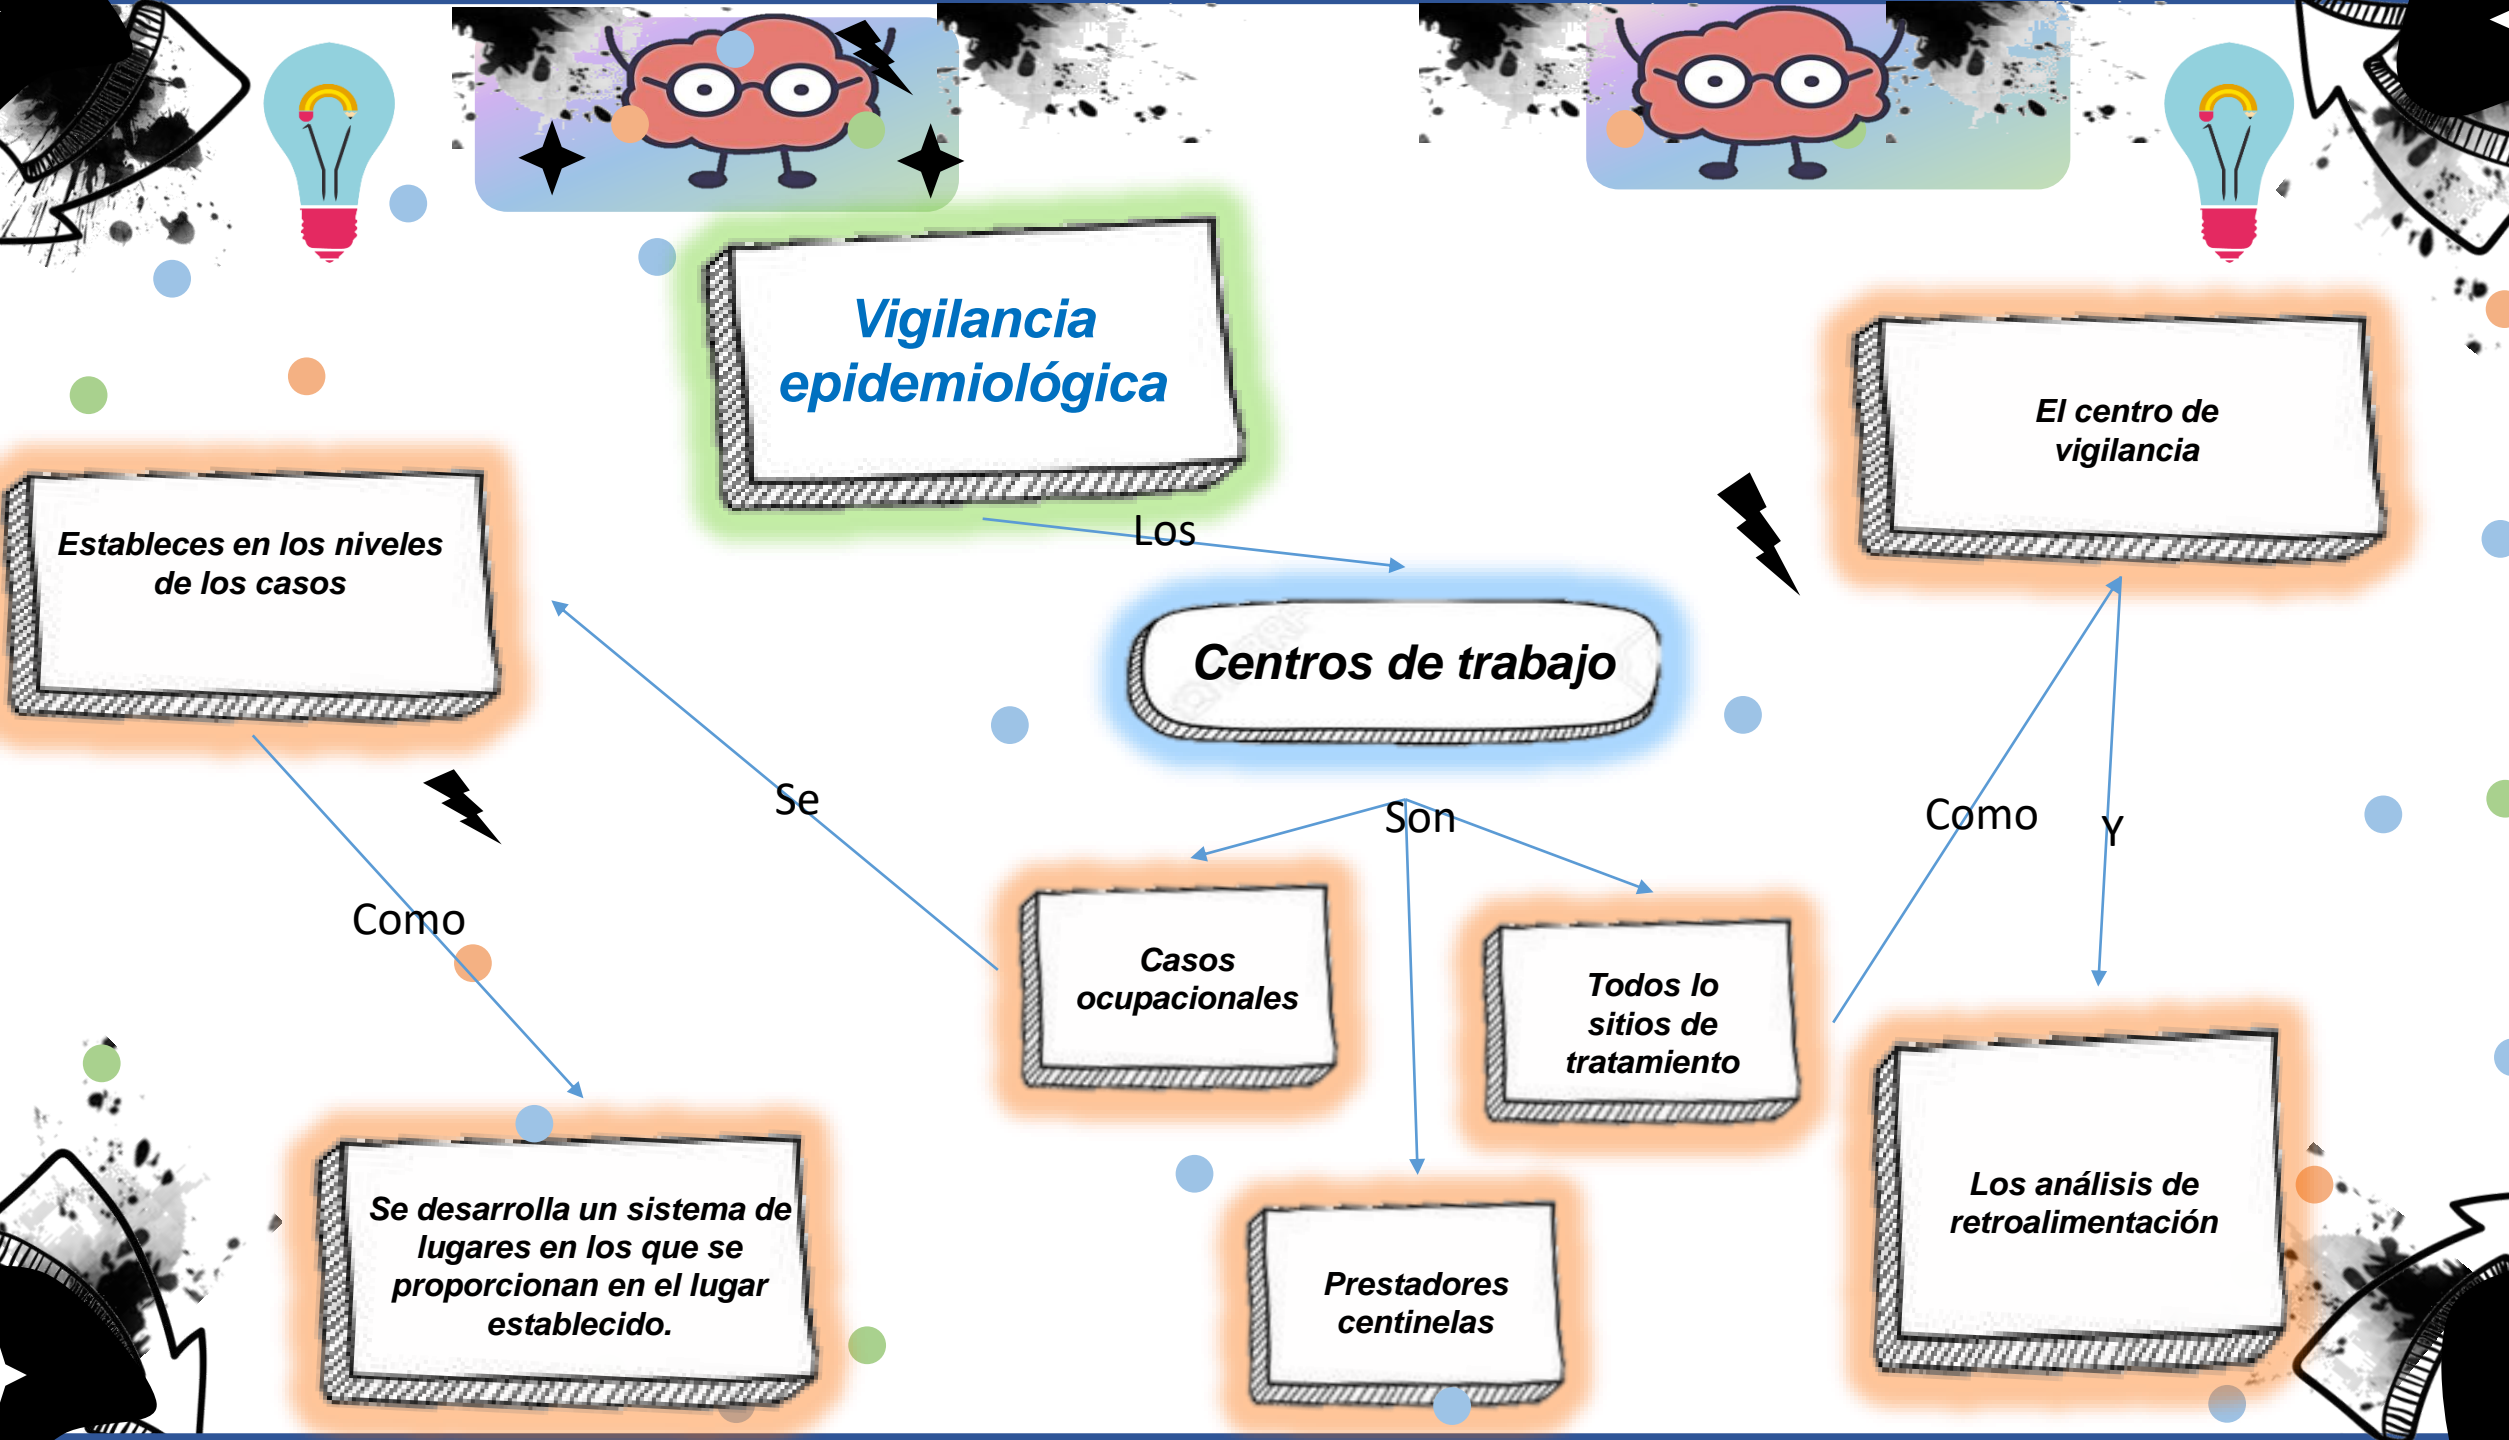 Vigilancia
epidemiológica
El centro de
vigilancia
Estableces en los niveles
de los casos
Los
Centros de trabajo
Se
Son
Como
Y
Como
Casos
ocupacionales
Todos lo
sitios de
tratamiento
Los análisis de
retroalimentación
Se desarrolla un sistema de
lugares en los que se
proporcionan en el lugar
establecido.
Prestadores
centinelas